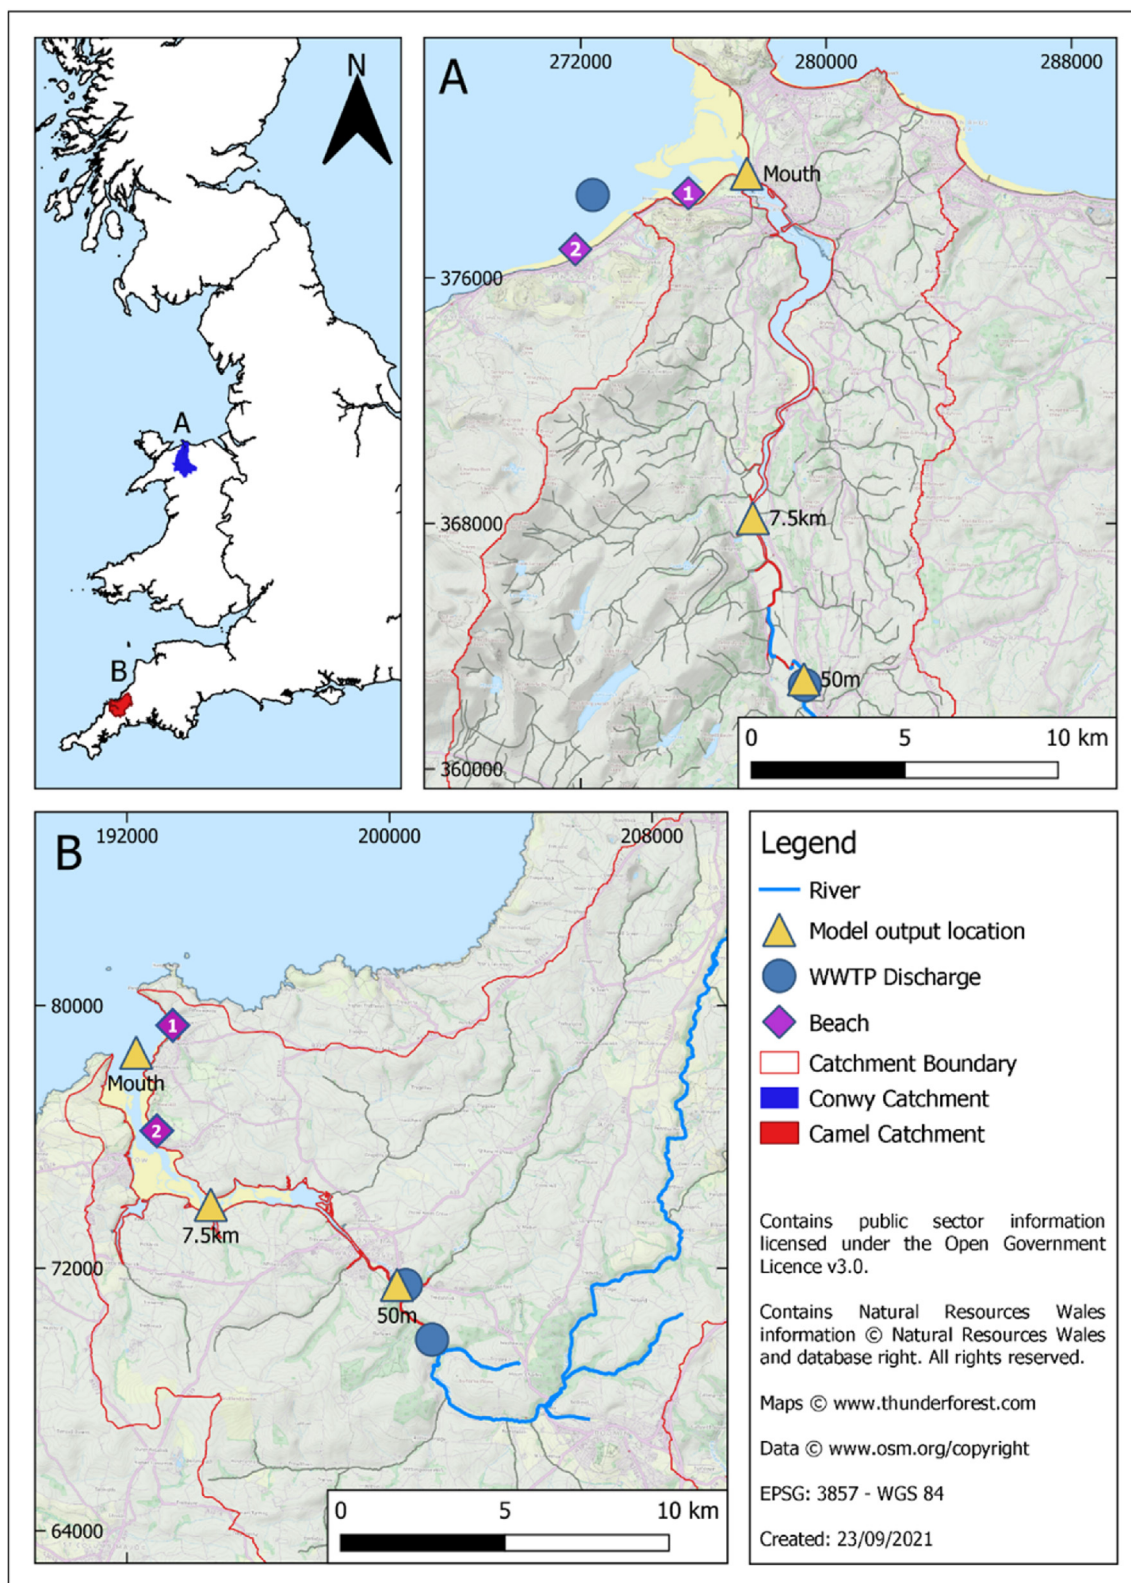 N
A
B
A
272000
280000
288000
Mouth
1
2
376000
7.5km
368000
50m
360000
0
5
10 km
B
192000
200000
208000
80000
1
Mouth
2
7.5km
72000
50m
64000
0
5
10 km
Legend
River
Model output location
WWTP Discharge
Beach
Catchment Boundary
Conwy Catchment
Camel Catchment
Contains public sector information
licensed under the Open Government
Licence v3.0.
Contains Natural Resources Wales
information © Natural Resources Wales
and database right. All rights reserved.
Maps © www.thunderforest.com
Data © www.osm.org/copyright
EPSG: 3857 - WGS 84
Created: 23/09/2021